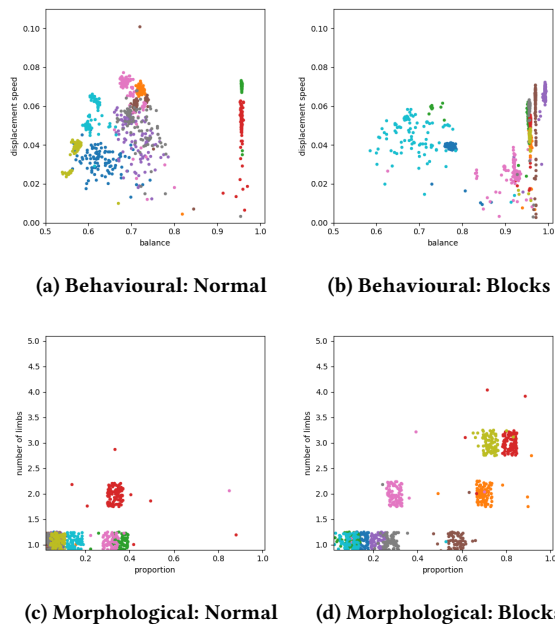 0.10
0.08
0.06
0.04
0.02
0.00
displacement speed
0.5 0.6 0.7 0.8 0.9 1.0
balance
0.10
0.08
0.06
0.04
0.02
0.00
displacement speed
0.5 0.6 0.7 0.8 0.9 1.0
balance
(a) Behavioural: Normal
(b) Behavioural: Blocks
5.0
4.5
4.0
3.5
3.0
2.5
2.0
1.5
1.0
number of limbs
0.2 0.4 0.6 0.8 1.0
proportion
5.0
4.5
4.0
3.5
3.0
2.5
2.0
1.5
1.0
number of limbs
0.2 0.4 0.6 0.8 1.0
proportion
(c) Morphological: Normal
(d) Morphological: Block